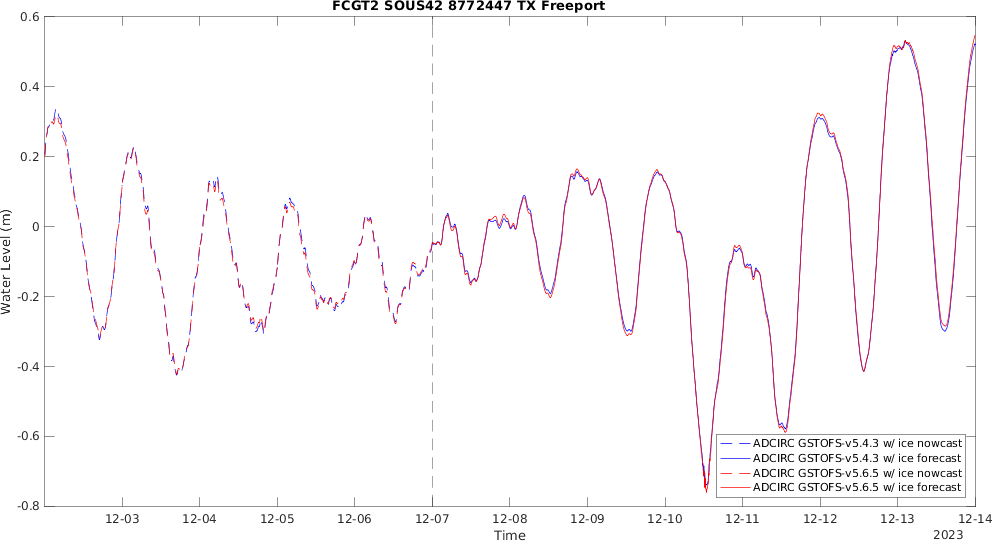 FCGT2 SOUS42 8772447 TX Freeport
0.6
0.4
0.2
0
-0.2
-0.4
-0.6
-0.8
Water Level (m)
ADCIRC GSTOFS-v5.4.3 w/ ice nowcast
ADCIRC GSTOFS-v5.4.3 w/ ice forecast
ADCIRC GSTOFS-v5.6.5 w/ ice nowcast
ADCIRC GSTOFS-v5.6.5 w/ ice forecast
12-03 12-04 12-05 12-06 12-07 12-08 12-09 12-10 12-11 12-12 12-13 12-14
Time
2023